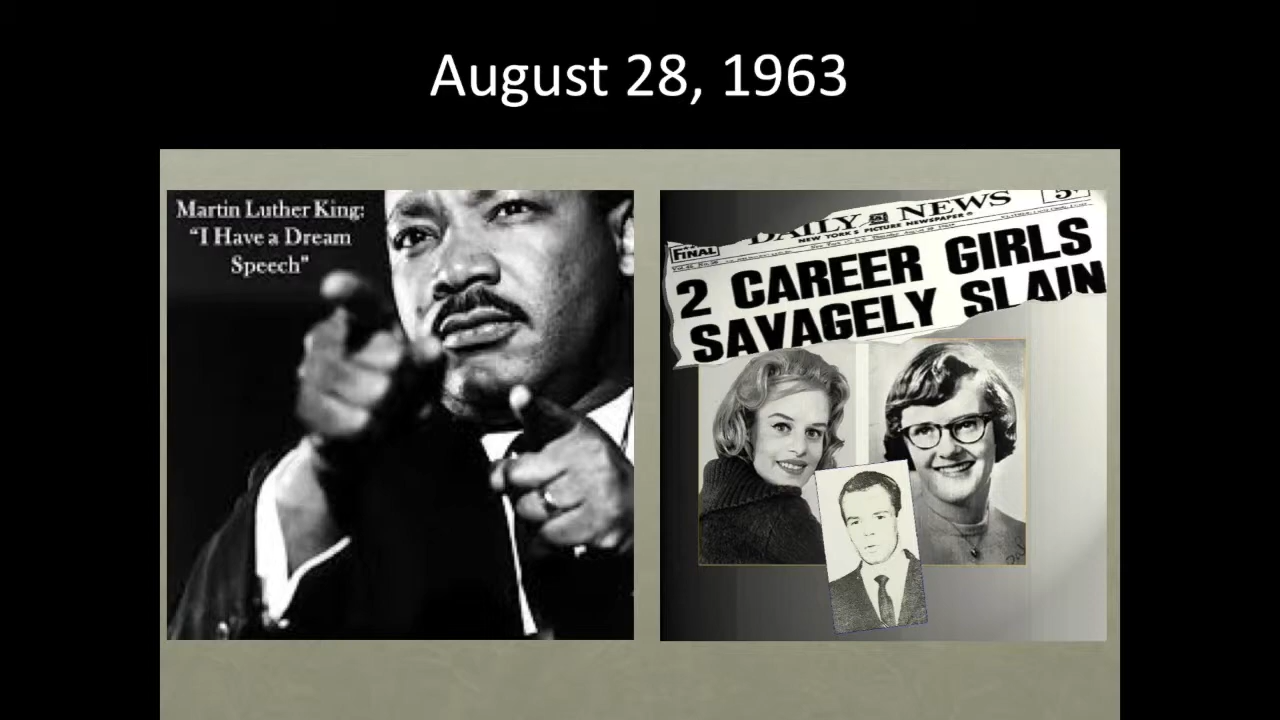 August 28, 1963
Martin Luther King:
“I Have a Dream
Speech”
DAILY NEWS
5¢
NEW YORK'S PICTURE NEWSPAPER
FINAL
2 CAREER GIRLS
SAVAGELY SLAIN